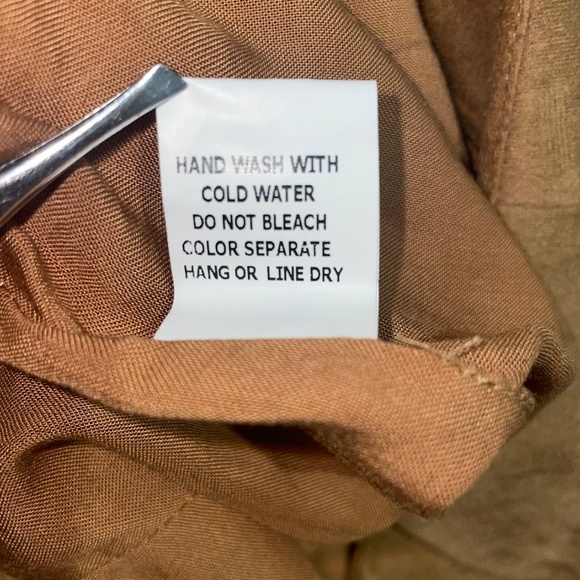 HAND WASH WITH
COLD WATER
DO NOT BLEACH
COLOR SEPARATE
HANG OR LINE DRY